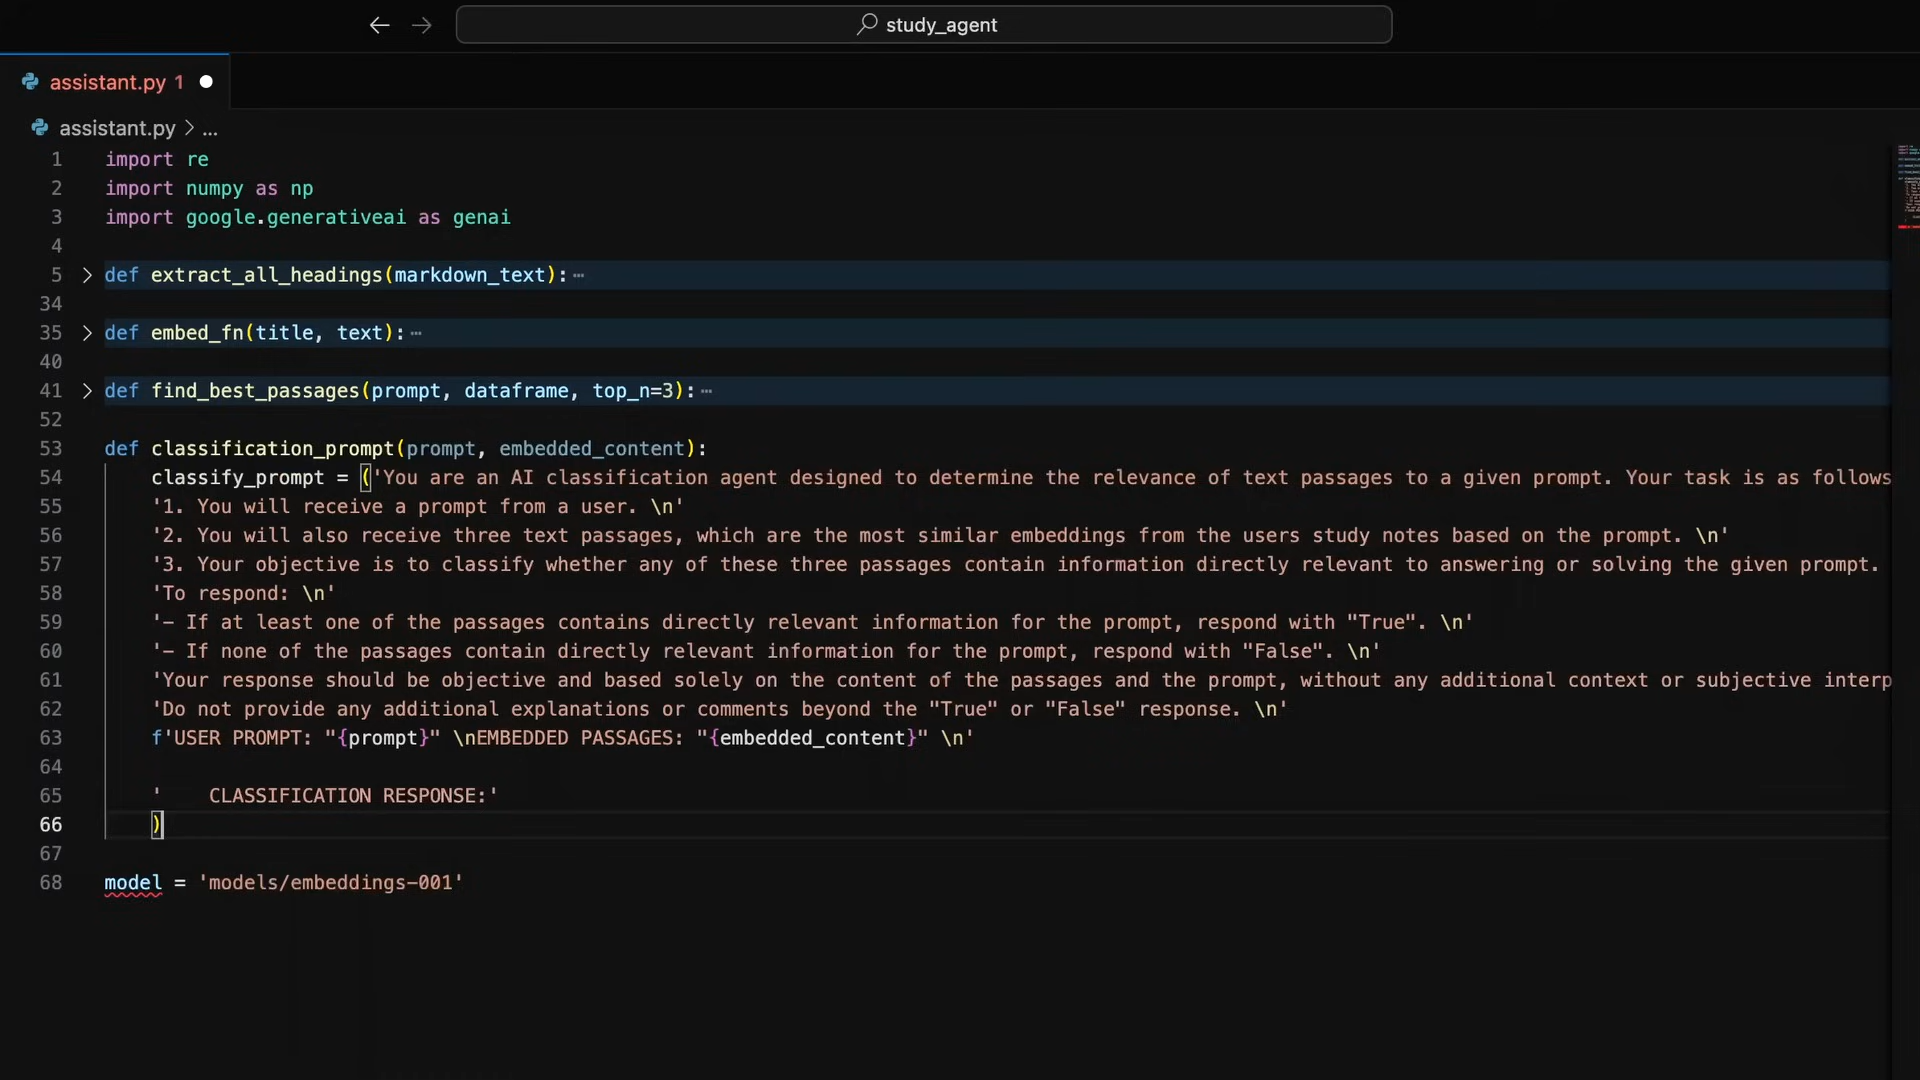 study_agent
assistant.py 1
assistant.py > ...
1 import re
2 import numpy as np
3 import google.generativeai as genai
4
5 def extract_all_headings(markdown_text): ⋯
34
35 def embed_fn(title, text): ⋯
40
41 def find_best_passages(prompt, dataframe, top_n=3): ⋯
52
53 def classification_prompt(prompt, embedded_content):
54 classify_prompt = ('You are an AI classification agent designed to determine the relevance of text passages to a given prompt. Your task is as follows
55 '1. You will receive a prompt from a user. \n'
56 '2. You will also receive three text passages, which are the most similar embeddings from the users study notes based on the prompt. \n'
57 '3. Your objective is to classify whether any of these three passages contain information directly relevant to answering or solving the given prompt.
58 'To respond: \n'
59 '- If at least one of the passages contains directly relevant information for the prompt, respond with "True". \n'
60 '- If none of the passages contain directly relevant information for the prompt, respond with "False". \n'
61 'Your response should be objective and based solely on the content of the passages and the prompt, without any additional context or subjective interp
62 'Do not provide any additional explanations or comments beyond the "True" or "False" response. \n'
63 f'USER PROMPT: "{prompt}" \nEMBEDDED PASSAGES: "{embedded_content}" \n'
64
65 '    CLASSIFICATION RESPONSE:'
66 )
67
68 model = 'models/embeddings-001'